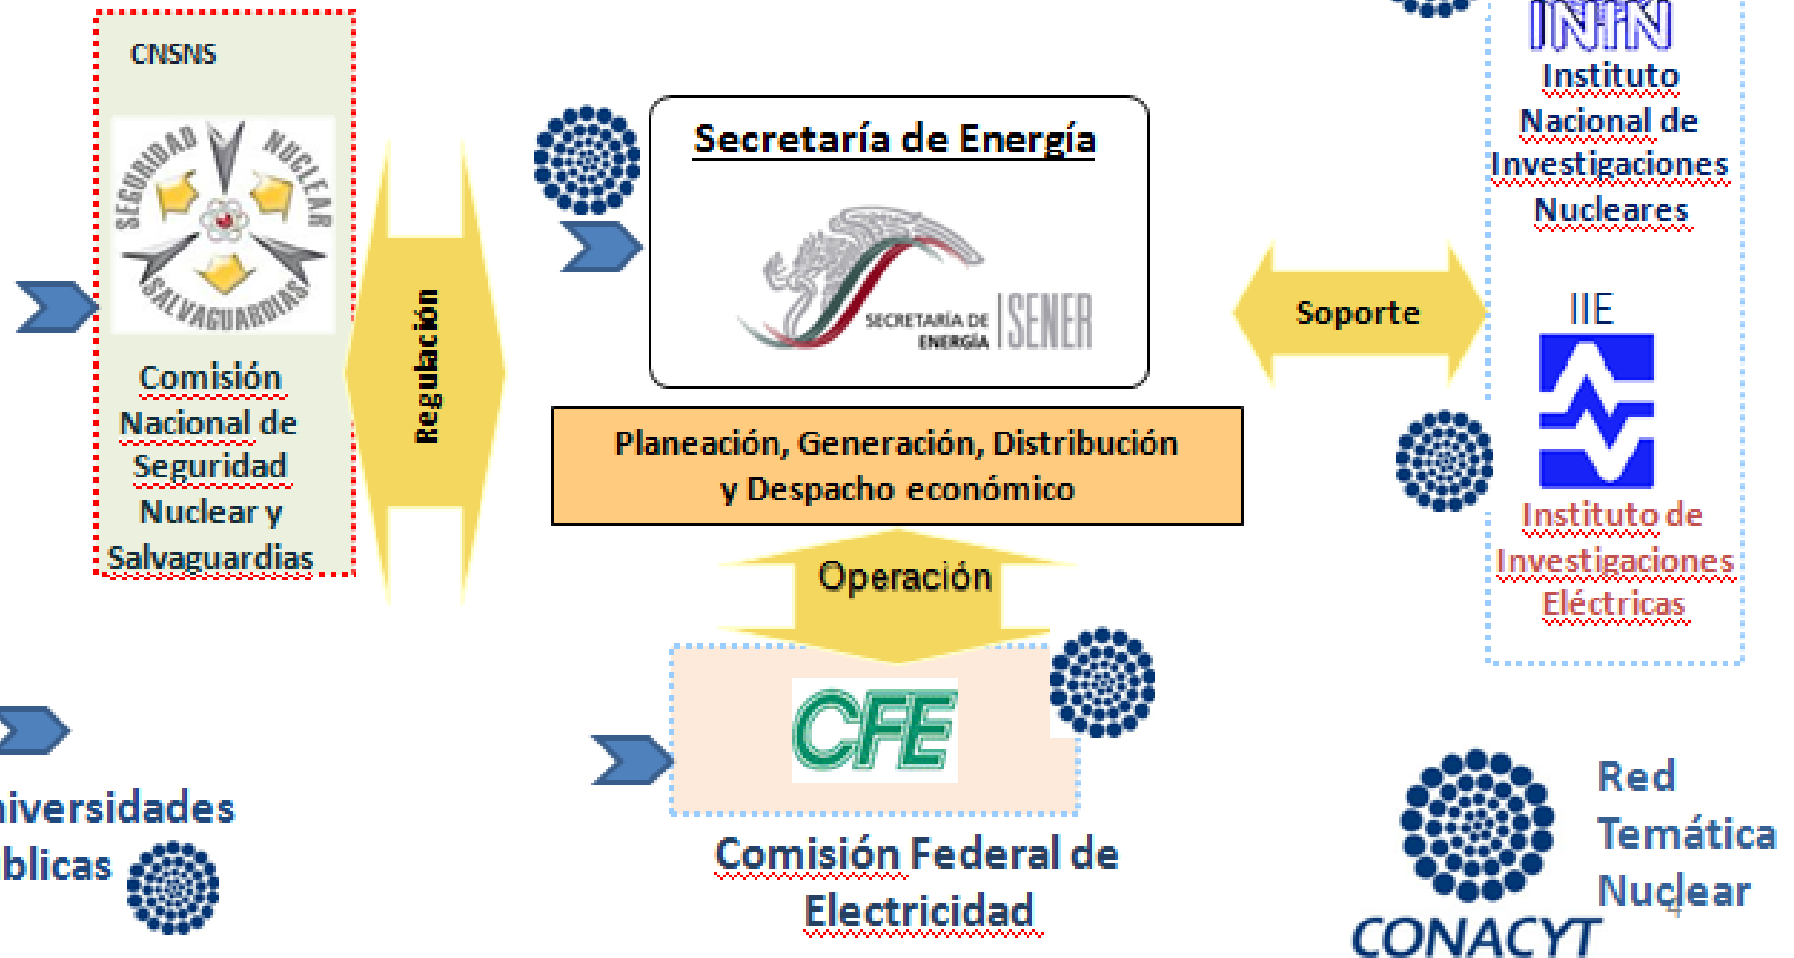 CNSNS
SEGURIDAD NUCLEAR
SALVAGUARDIAS
Comisión
Nacional de
Seguridad
Nuclear y
Salvaguardias
Regulación
Secretaría de Energía
SECRETARÍA DE
ENERGÍA
SENER
Planeación, Generación, Distribución
y Despacho económico
Operación
CFE
Comisión Federal de
Electricidad
Soporte
ININ
Instituto
Nacional de
Investigaciones
Nucleares
IIE
Instituto de
Investigaciones
Eléctricas
niversidades
blicas
CONACYT
Red
Temática
Nuclear
4